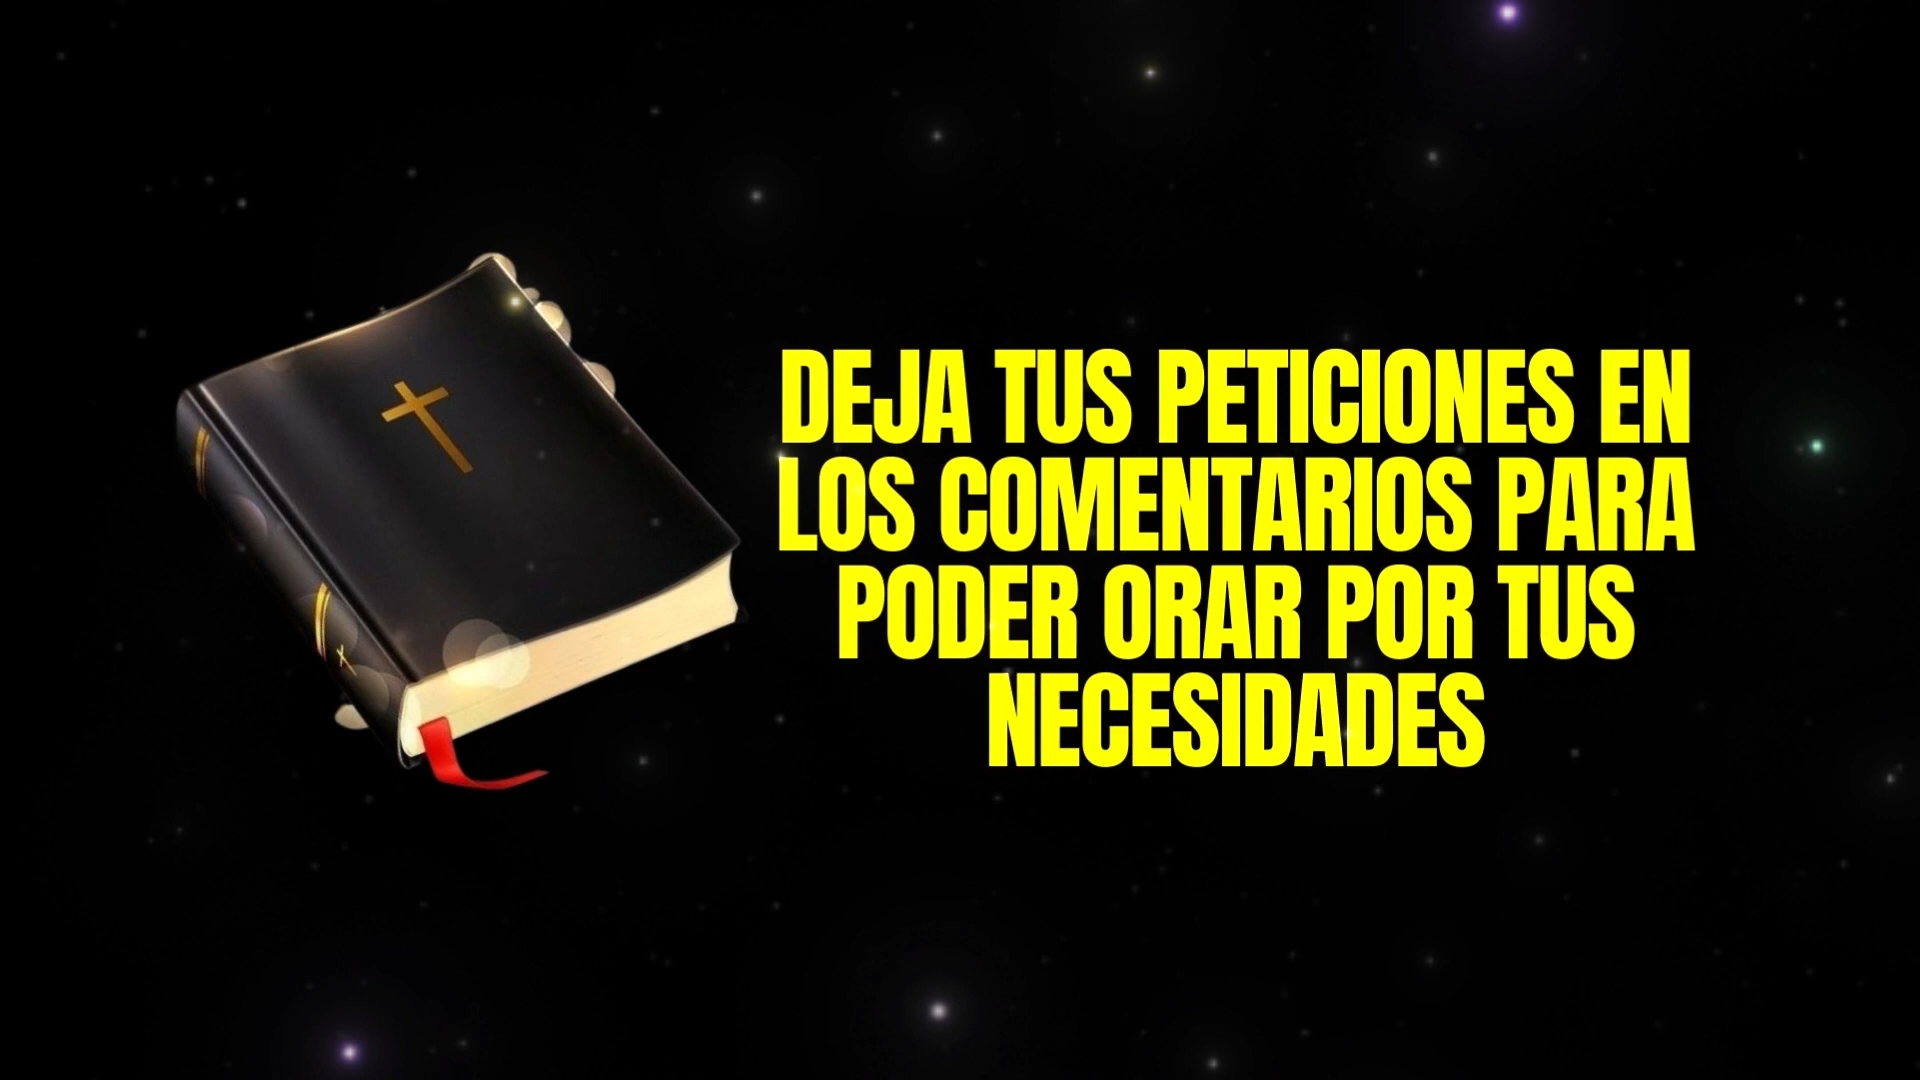 DEJA TUS PETICIONES EN
LOS COMENTARIOS PARA
PODER ORAR POR TUS
NECESIDADES